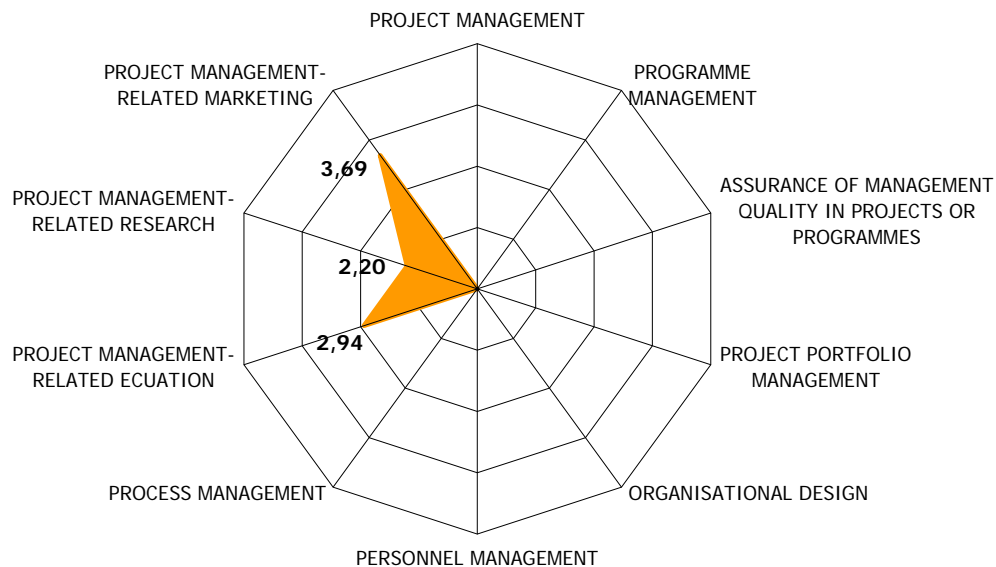 PROJECT MANAGEMENT
PROGRAMME
MANAGEMENT
ASSURANCE OF MANAGEMENT
QUALITY IN PROJECTS OR
PROGRAMMES
PROJECT PORTFOLIO
MANAGEMENT
ORGANISATIONAL DESIGN
PERSONNEL MANAGEMENT
PROCESS MANAGEMENT
PROJECT MANAGEMENT-
RELATED ECUATION
PROJECT MANAGEMENT-
RELATED RESEARCH
PROJECT MANAGEMENT-
RELATED MARKETING
3,69
2,20
2,94